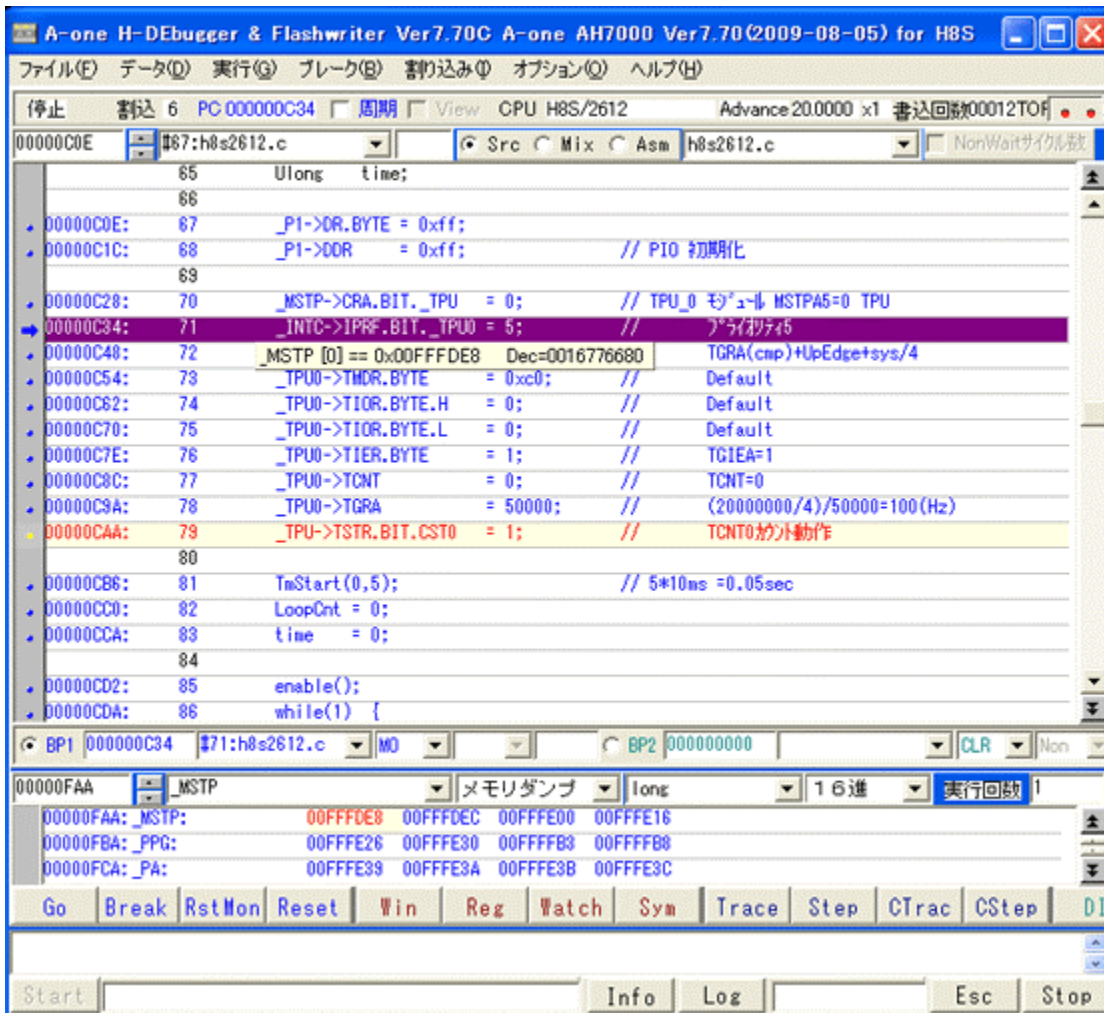 A-one H-DEbugger & Flashwriter Ver7.70C A-one AH7000 Ver7.70(2009-08-05) for H8S
ファイル(F) データ(D) 実行(G) ブレーク(B) 割り込み(I) オプション(O) ヘルプ(H)
停止 割込 6 PC 000000C34 周期 View CPU H8S/2612 Advance 20.0000 x1 書込回数00012TOF
00000C0E ‡67:h8s2612.c Src Mix Asm h8s2612.c NonWaitサイクル数
65 Ulong time;
66
00000C0E: 67 _P1->DR.BYTE = 0xff;
00000C1C: 68 _P1->DDR = 0xff; // PIO 初期化
69
00000C28: 70 _MSTP->CRA.BIT._TPU = 0; // TPU_0 ﾓｼﾞｭｰﾙ MSTPA5=0 TPU
00000C34: 71 _INTC->IPRF.BIT._TPU0 = 5; // ﾌﾟﾗｲｵﾘﾃｨ5
00000C48: 72 TGRA(cmp)+UpEdge+sys/4
_MSTP [0] == 0x00FFFDE8 Dec=0016776680
00000C54: 73 _TPU0->TMDR.BYTE = 0xc0; // Default
00000C62: 74 _TPU0->TIOR.BYTE.H = 0; // Default
00000C70: 75 _TPU0->TIOR.BYTE.L = 0; // Default
00000C7E: 76 _TPU0->TIER.BYTE = 1; // TGIEA=1
00000C8C: 77 _TPU0->TCNT = 0; // TCNT=0
00000C9A: 78 _TPU0->TGRA = 50000; // (20000000/4)/50000=100(Hz)
00000CAA: 79 _TPU->TSTR.BIT.CST0 = 1; // TCNT0ｶｳﾝﾄ動作
80
00000CB6: 81 TmStart(0,5); // 5*10ms =0.05sec
00000CC0: 82 LoopCnt = 0;
00000CCA: 83 time = 0;
84
00000CD2: 85 enable();
00000CDA: 86 while(1) {
BP1 000000C34 ‡71:h8s2612.c MO BP2 000000000 CLR Non
00000FAA _MSTP メモリダンプ long 16進 実行回数 1
00000FAA: _MSTP: 00FFFDE8 00FFFDEC 00FFFE00 00FFFE16
00000FBA: _PPG: 00FFFE26 00FFFE30 00FFFFB3 00FFFFB8
00000FCA: _PA: 00FFFE39 00FFFE3A 00FFFE3B 00FFFE3C
Go Break RstMon Reset Win Reg Watch Sym Trace Step CTrac CStep DI
Start Info Log Esc Stop